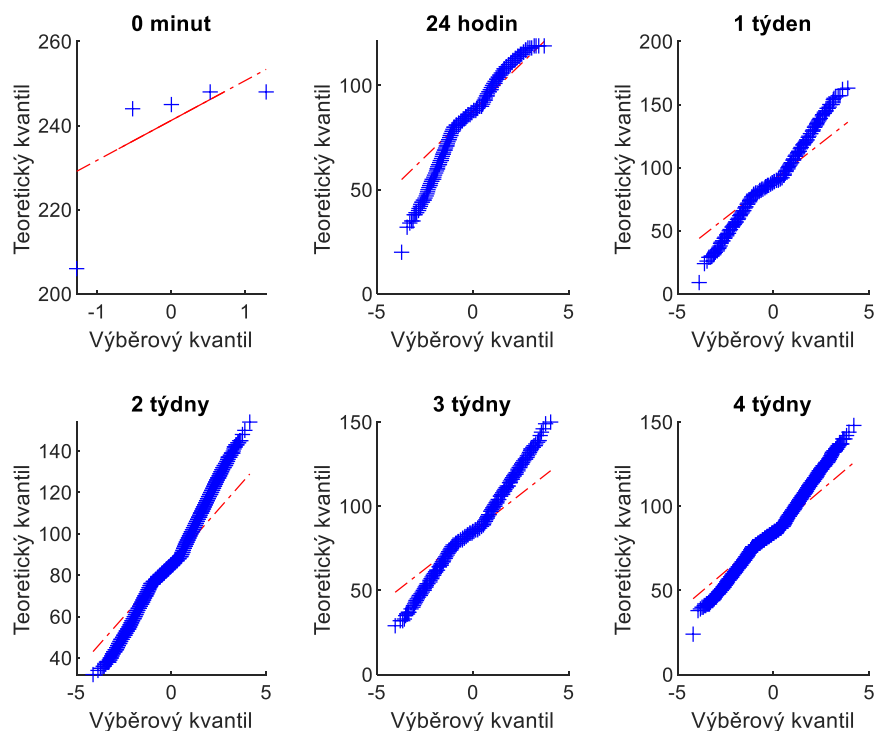 0 minut
260
240
220
200
-1
0
1
Teoretický kvantil
Výběrový kvantil
24 hodin
100
50
0
-5
0
5
Teoretický kvantil
Výběrový kvantil
1 týden
200
150
100
50
0
-5
0
5
Teoretický kvantil
Výběrový kvantil
2 týdny
140
120
100
80
60
40
-5
0
5
Teoretický kvantil
Výběrový kvantil
3 týdny
150
100
50
0
-5
0
5
Teoretický kvantil
Výběrový kvantil
4 týdny
150
100
50
0
-5
0
5
Teoretický kvantil
Výběrový kvantil